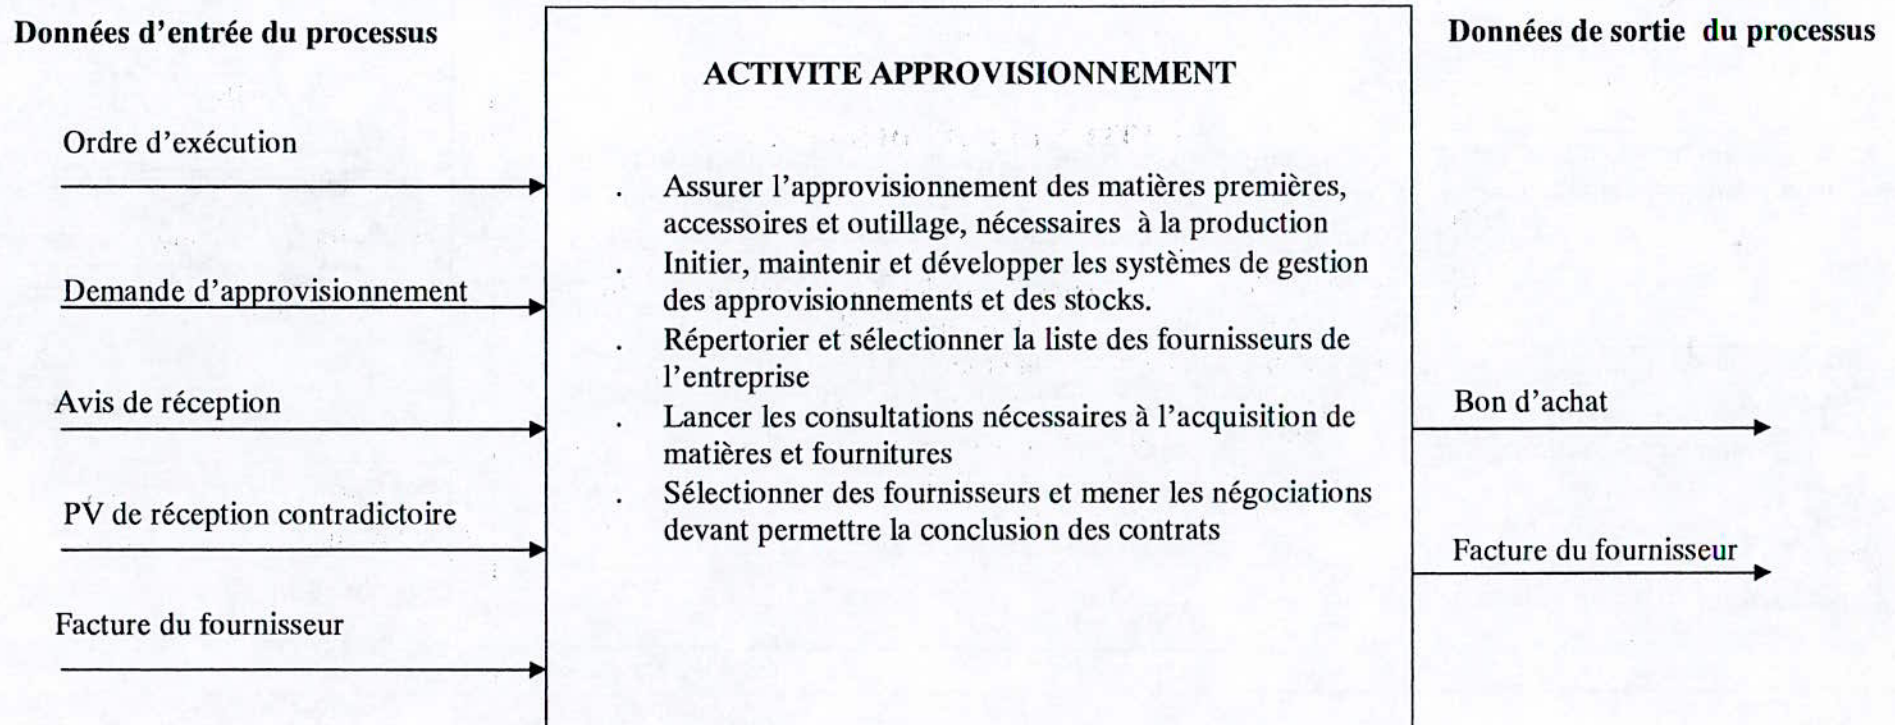 Données d'entrée du processus
Ordre d'exécution
Demande d'approvisionnement
Avis de réception
PV de réception contradictoire
Facture du fournisseur
ACTIVITE APPROVISIONNEMENT
. Assurer l'approvisionnement des matières premières,
accessoires et outillage, nécessaires à la production
. Initier, maintenir et développer les systèmes de gestion
des approvisionnements et des stocks.
. Répertorier et sélectionner la liste des fournisseurs de
l'entreprise
. Lancer les consultations nécessaires à l'acquisition de
matières et fournitures
. Sélectionner des fournisseurs et mener les négociations
devant permettre la conclusion des contrats
Données de sortie du processus
Bon d'achat
Facture du fournisseur